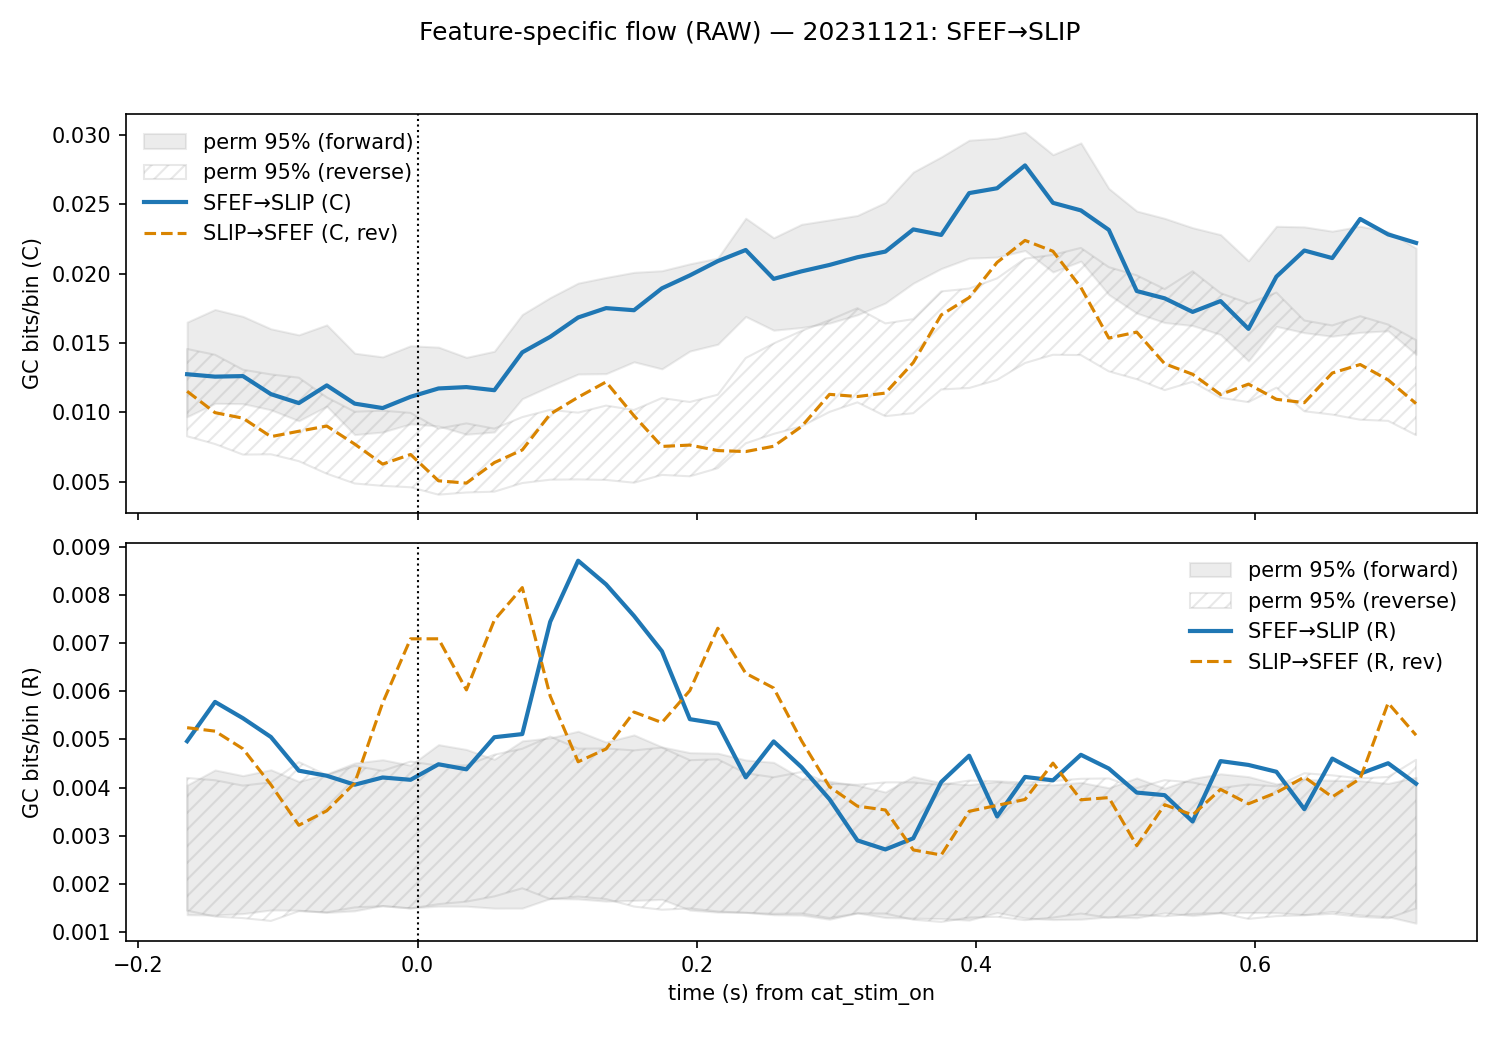 Feature-specific flow (RAW) — 20231121: SFEF→SLIP
0.030
0.025
0.020
0.015
0.010
0.005
GC bits/bin (C)
perm 95% (forward)
perm 95% (reverse)
SFEF→SLIP (C)
SLIP→SFEF (C, rev)
0.009
0.008
0.007
0.006
0.005
0.004
0.003
0.002
0.001
GC bits/bin (R)
perm 95% (forward)
perm 95% (reverse)
SFEF→SLIP (R)
SLIP→SFEF (R, rev)
−0.2 0.0 0.2 0.4 0.6
time (s) from cat_stim_on